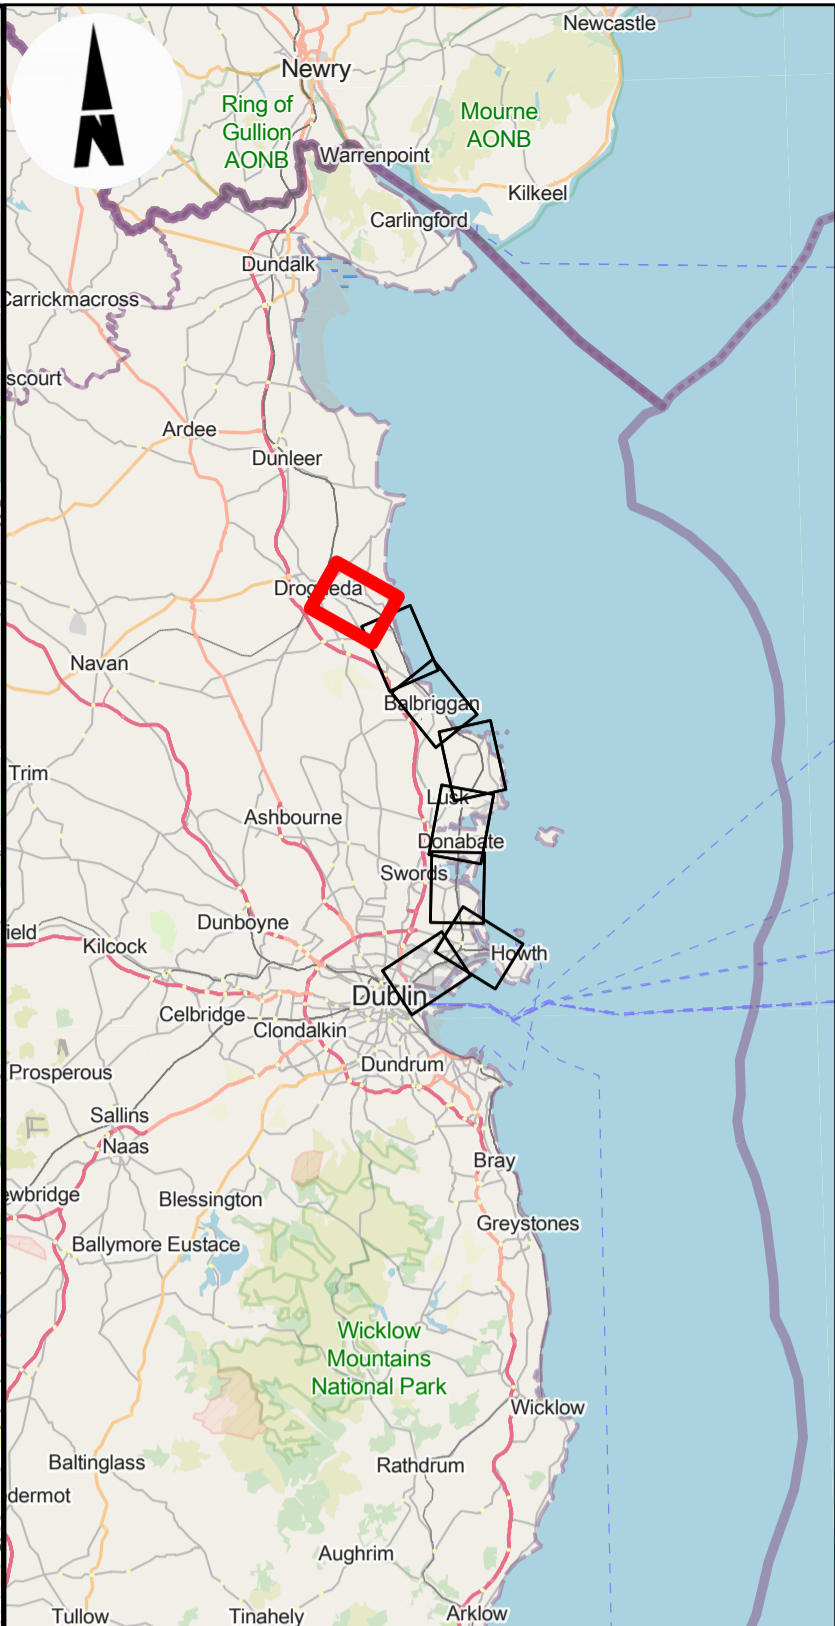 Newcastle
Newry
Ring of
Gullion
AONB
Mourne
AONB
N
Warrenpoint
Kilkeel
Carlingford
Dundalk
Carrickmacross
scourt
Ardee
Dunleer
Navan
Balbriggan
Trim
Lusk
Ashbourne
Donabate
Swords
Dunboyne
ield
Kilcock
Howth
Dublin
Celbridge
Clondalkin
Dundrum
Prosperous
Sallins
Naas
Bray
ewbridge
Blessington
Greystones
Ballymore Eustace
Wicklow
Mountains
National Park
Wicklow
Baltinglass
Rathdrum
dermot
Aughrim
Tullow
Tinahely
Arklow